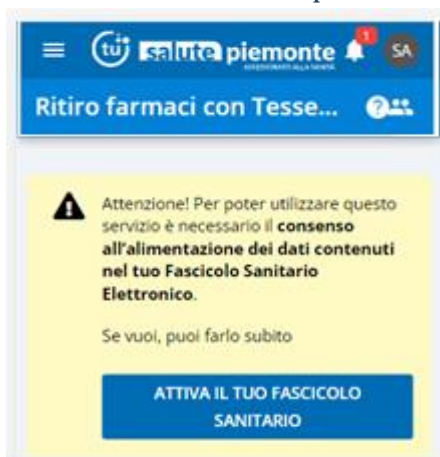 tu salute piemonte 1 SA
Ritiro farmaci con Tesse... ?
Attenzione! Per poter utilizzare questo
servizio è necessario il consenso
all'alimentazione dei dati contenuti
nel tuo Fascicolo Sanitario
Elettronico.
Se vuoi, puoi farlo subito
ATTIVA IL TUO FASCICOLO
SANITARIO